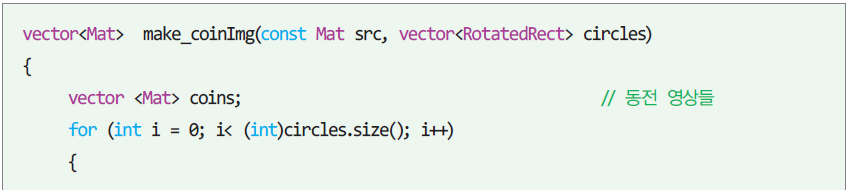 vector<Mat>  make_coinImg(const Mat src, vector<RotatedRect> circles)
{
vector <Mat> coins; // 동전 영상들
for (int i = 0; i< (int)circles.size(); i++)
{